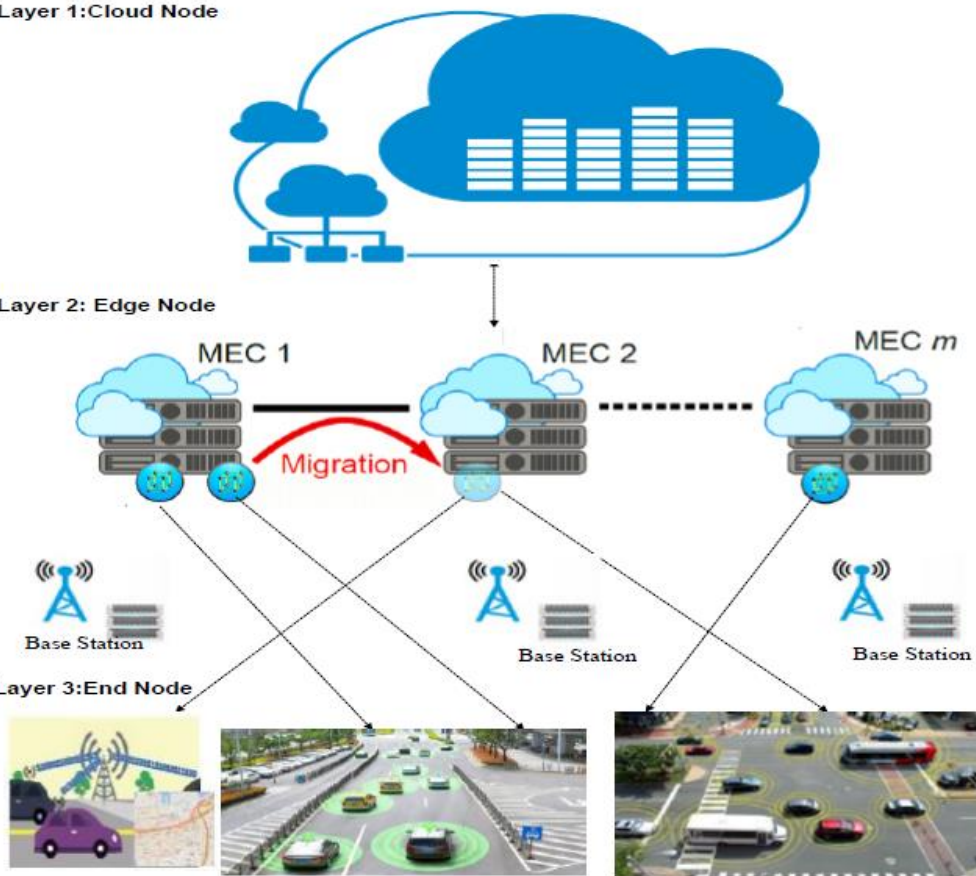 Layer 1:Cloud Node
Layer 2: Edge Node
MEC 1
MEC 2
MEC m
Migration
Base Station
Base Station
Base Station
Layer 3:End Node